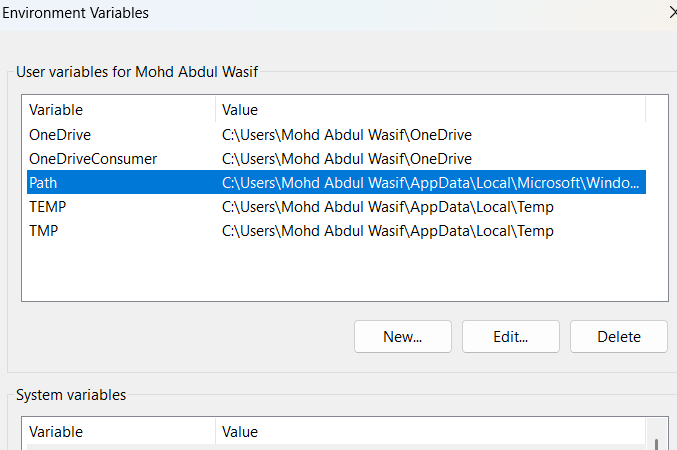 Environment Variables
User variables for Mohd Abdul Wasif
Variable Value
OneDrive C:\Users\Mohd Abdul Wasif\OneDrive
OneDriveConsumer C:\Users\Mohd Abdul Wasif\OneDrive
Path C:\Users\Mohd Abdul Wasif\AppData\Local\Microsoft\Windo...
TEMP C:\Users\Mohd Abdul Wasif\AppData\Local\Temp
TMP C:\Users\Mohd Abdul Wasif\AppData\Local\Temp
New... Edit... Delete
System variables
Variable Value